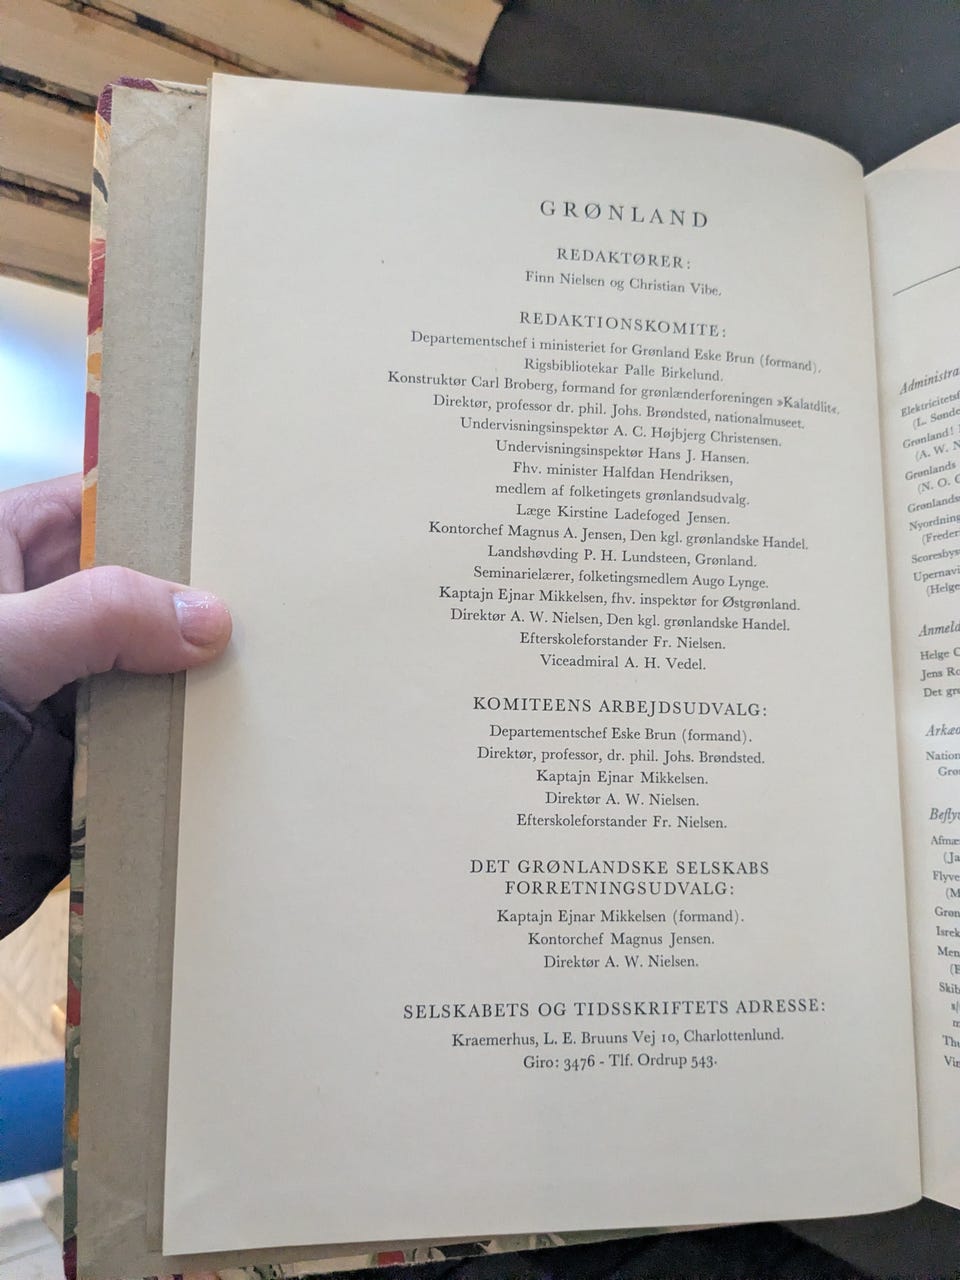 GRØNLAND
REDAKTØRER:
Finn Nielsen og Christian Vibe.
REDAKTIONSKOMITE:
Departementschef i ministeriet for Grønland Eske Brun (formand).
Rigsbibliotekar Palle Birkelund.
Konstruktør Carl Broberg, formand for grønlænderforeningen »Kalatdlit«.
Direktør, professor dr. phil. Johs. Brøndsted, nationalmuseet.
Undervisningsinspektør A. C. Højbjerg Christensen.
Undervisningsinspektør Hans J. Hansen.
Fhv. minister Halfdan Hendriksen,
medlem af folketingets grønlandsudvalg.
Læge Kirstine Ladefoged Jensen.
Kontorchef Magnus A. Jensen, Den kgl. grønlandske Handel.
Landshøvding P. H. Lundsteen, Grønland.
Seminarielærer, folketingsmedlem Augo Lynge.
Kaptajn Ejnar Mikkelsen, fhv. inspektør for Østgrønland.
Direktør A. W. Nielsen, Den kgl. grønlandske Handel.
Efterskoleforstander Fr. Nielsen.
Viceadmiral A. H. Vedel.
KOMITEENS ARBEJDSUDVALG:
Departementschef Eske Brun (formand).
Direktør, professor, dr. phil. Johs. Brøndsted.
Kaptajn Ejnar Mikkelsen.
Direktør A. W. Nielsen.
Efterskoleforstander Fr. Nielsen.
DET GRØNLANDSKE SELSKABS
FORRETNINGSUDVALG:
Kaptajn Ejnar Mikkelsen (formand).
Kontorchef Magnus Jensen.
Direktør A. W. Nielsen.
SELSKABETS OG TIDSSKRIFTETS ADRESSE:
Kraemerhus, L. E. Bruuns Vej 10, Charlottenlund.
Giro: 3476 - Tlf. Ordrup 543.
Grønland!
(A. W.
Grønlands
(N. O.
(Helge
Helge
Jens
Det